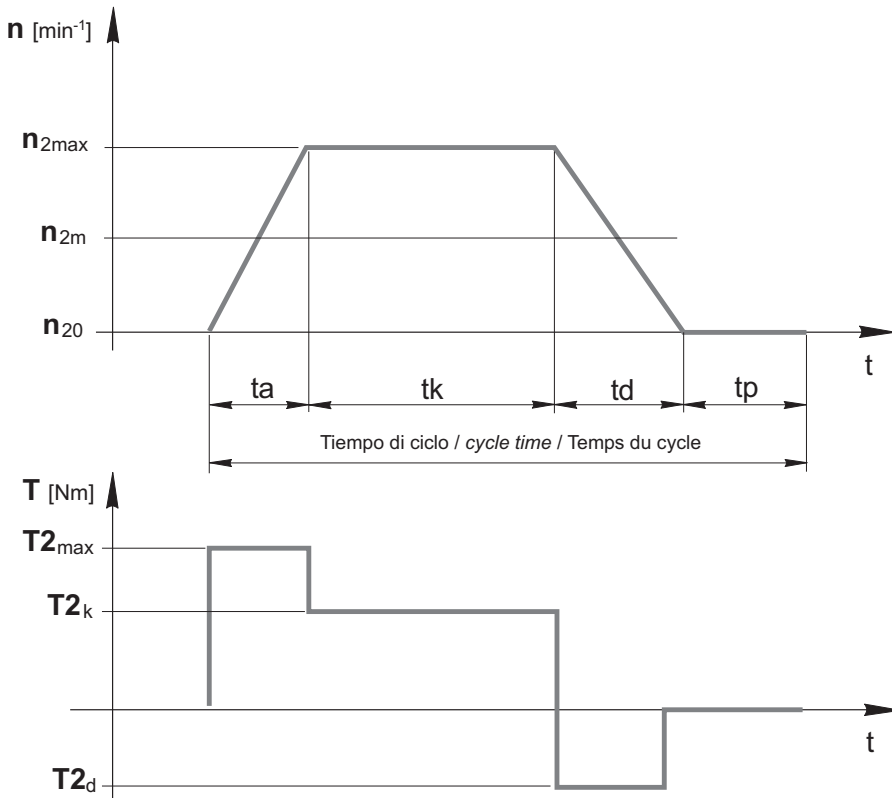 n [min⁻¹]
n2max
n2m
n20
t
ta tk td tp
Tiempo di ciclo / cycle time / Temps du cycle
T [Nm]
T2max
T2k
t
T2d